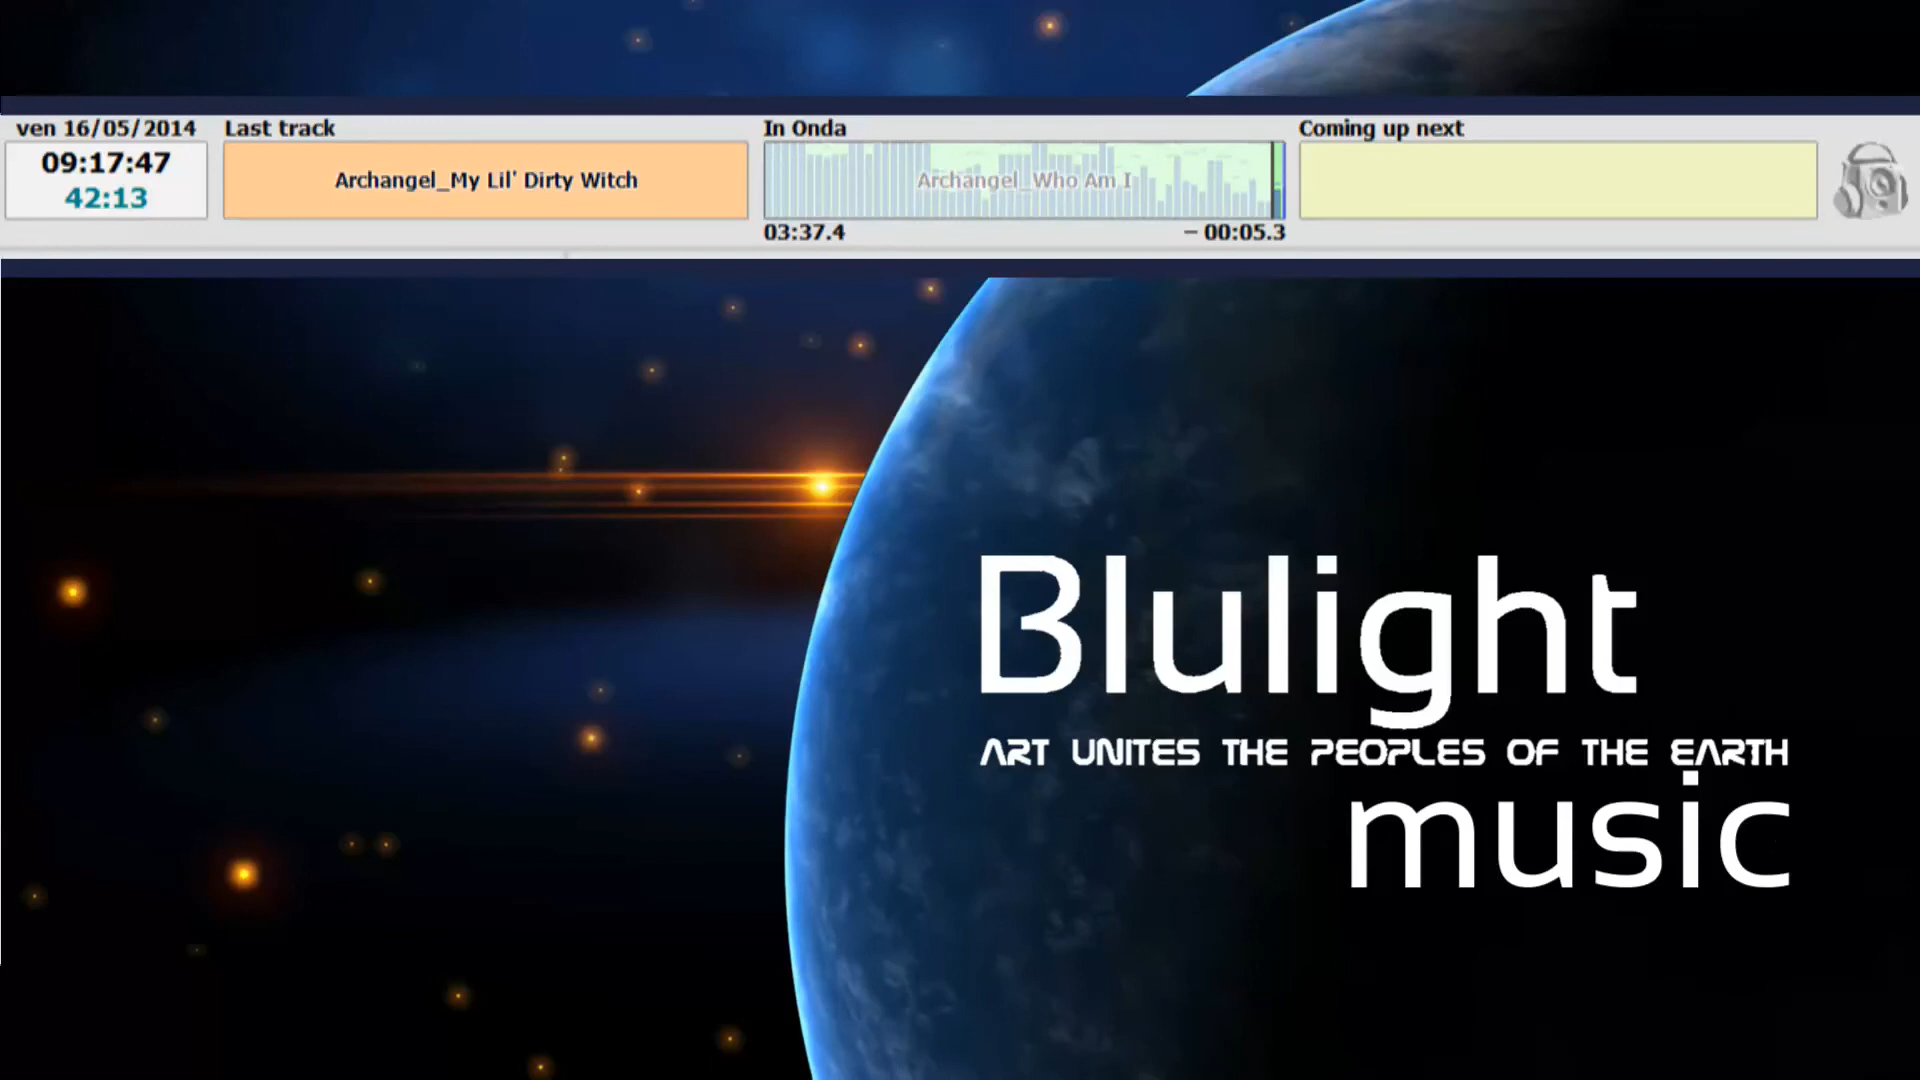 ven 16/05/2014
09:17:47
42:13
Last track
Archangel_My Lil' Dirty Witch
In Onda
Archangel_Who Am I
03:37.4
– 00:05.3
Coming up next
Blulight
ART UNITES THE PEOPLES OF THE EARTH
music